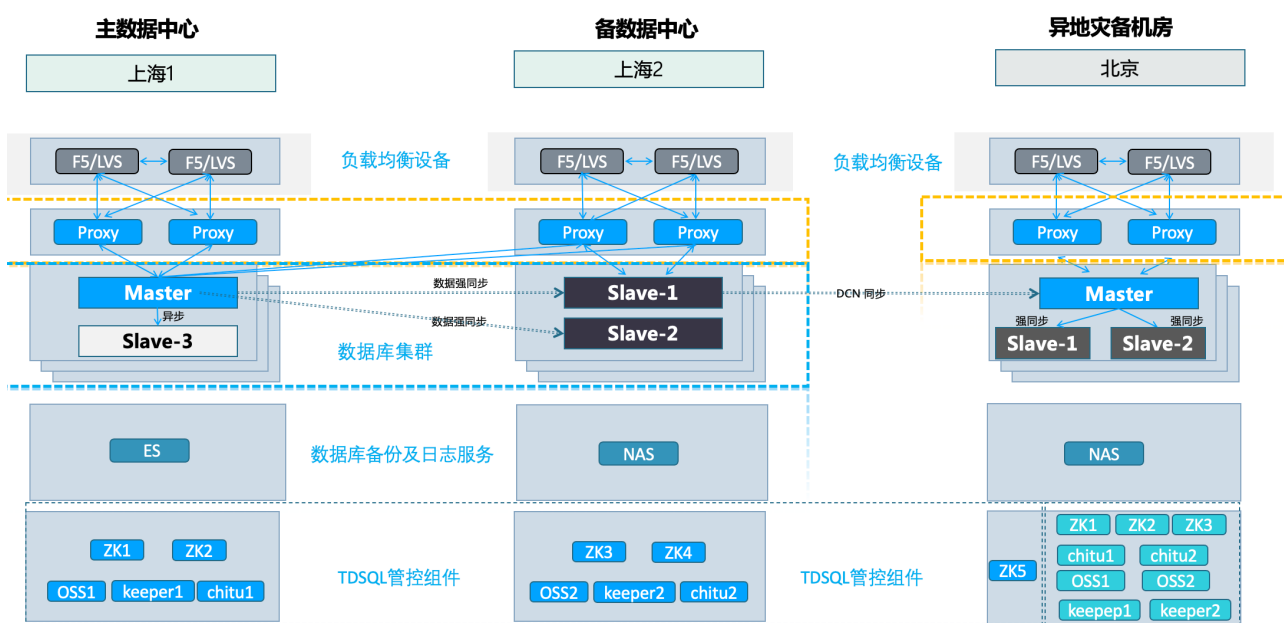 主数据中心
备数据中心
异地灾备机房
上海1
上海2
北京
F5/LVS
F5/LVS
负载均衡设备
F5/LVS
F5/LVS
负载均衡设备
F5/LVS
F5/LVS
Proxy
Proxy
Proxy
Proxy
Proxy
Proxy
Master
数据强同步
Slave-1
DCN 同步
Master
异步
数据强同步
Slave-2
强同步
强同步
Slave-3
数据库集群
Slave-1
Slave-2
ES
数据库备份及日志服务
NAS
NAS
ZK1
ZK2
ZK3
ZK4
ZK1
ZK2
ZK3
TDSQL管控组件
TDSQL管控组件
ZK5
chitu1
chitu2
OSS1
keeper1
chitu1
OSS2
keeper2
chitu2
OSS1
OSS2
keepep1
keeper2